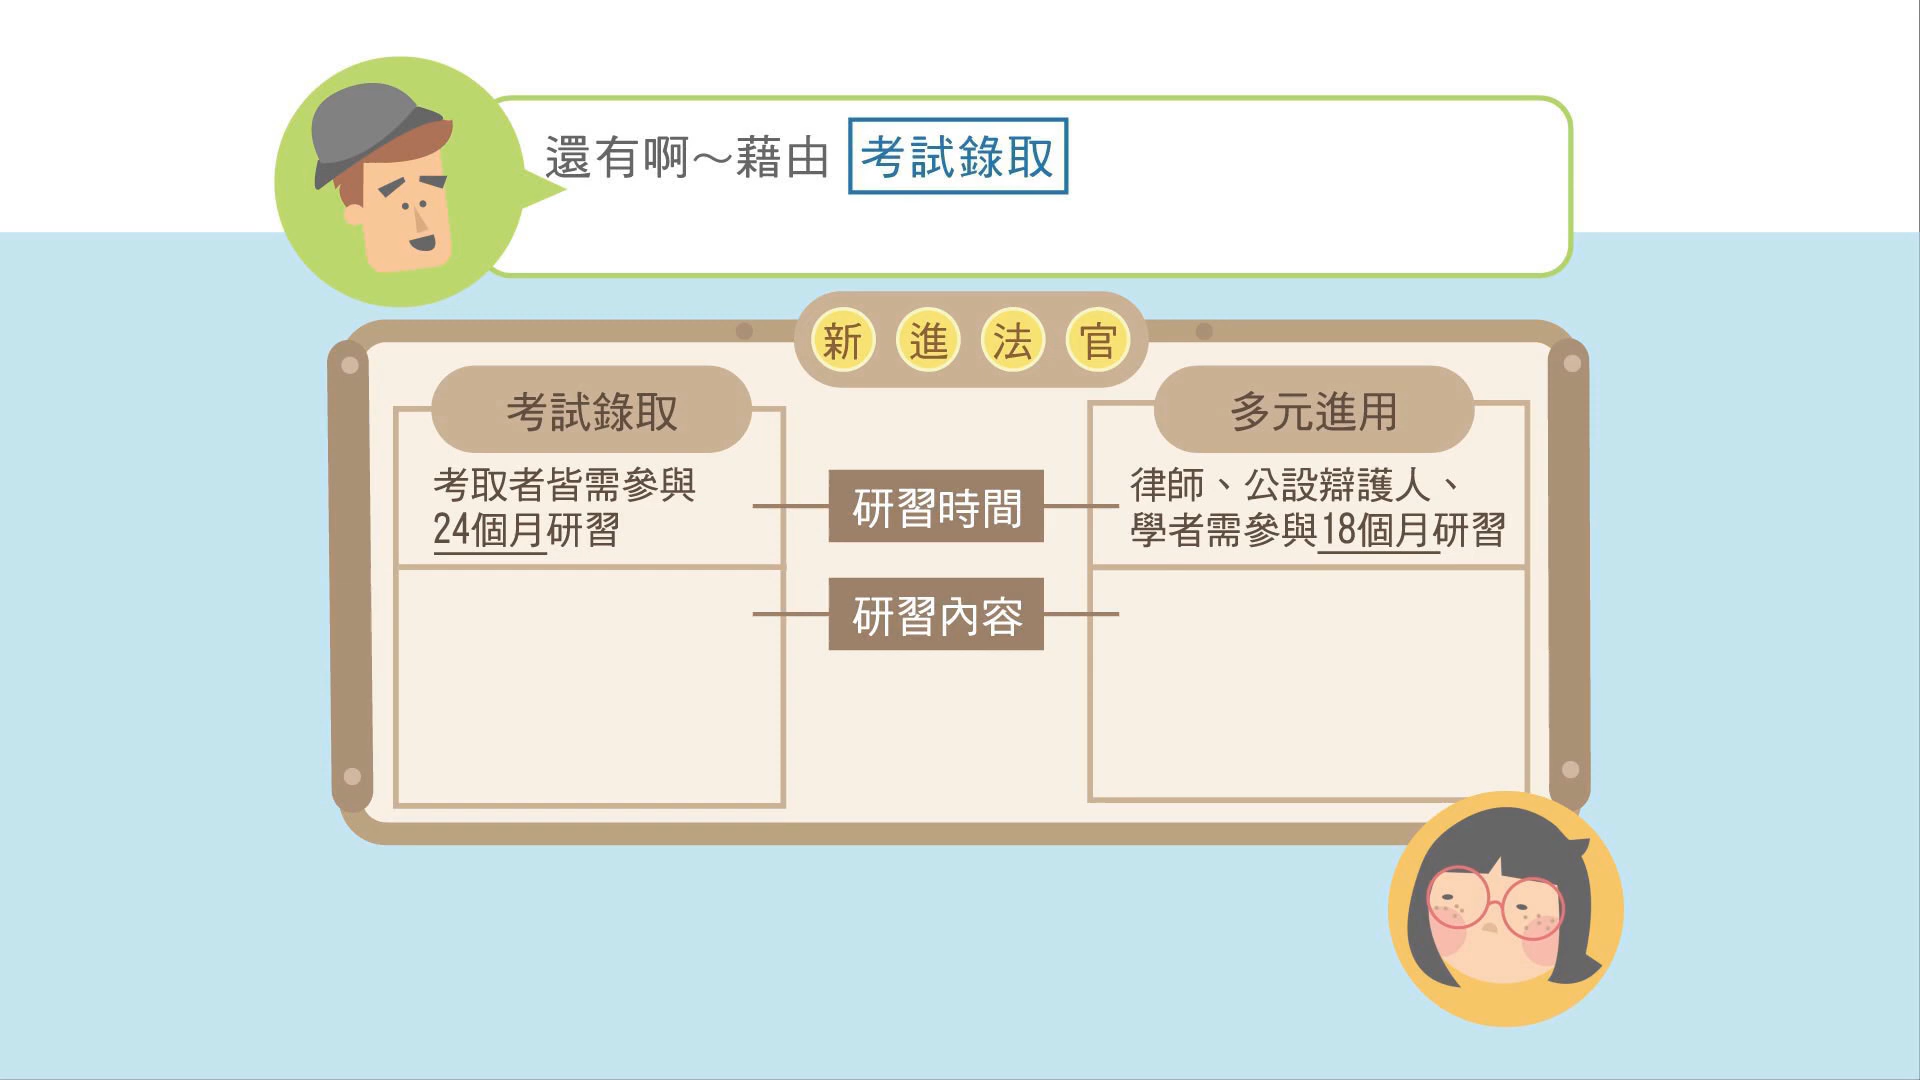 還有啊～藉由 考試錄取
新進法官
考試錄取
考取者皆需參與
24個月研習
研習時間
研習內容
多元進用
律師、公設辯護人、
學者需參與18個月研習